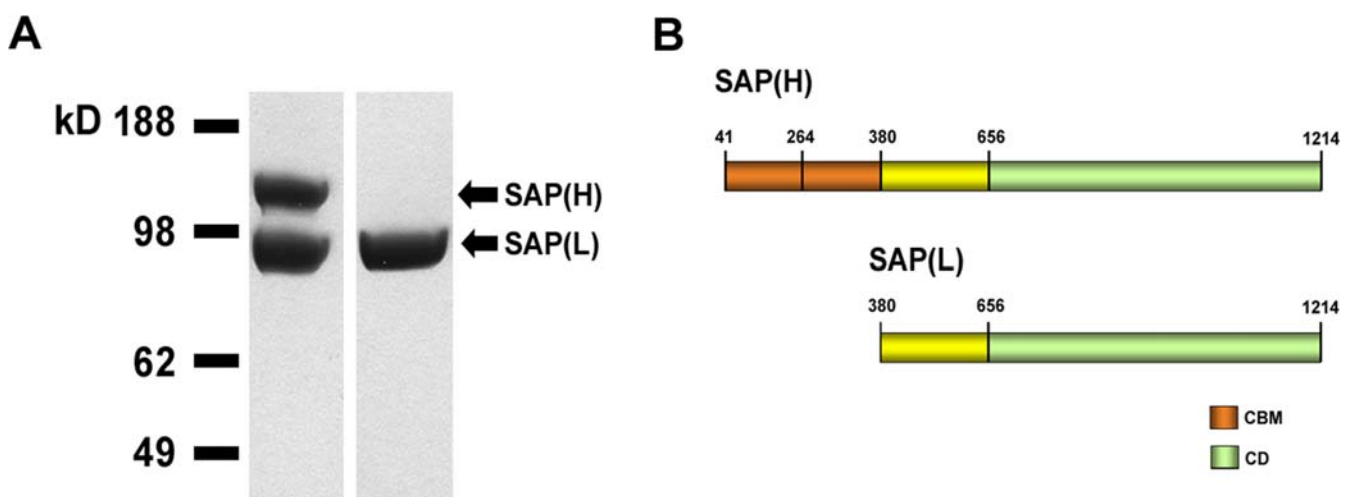 A
kD 188
98
62
49
SAP(H)
SAP(L)
B
SAP(H)
41 264 380 656 1214
SAP(L)
380 656 1214
CBM
CD